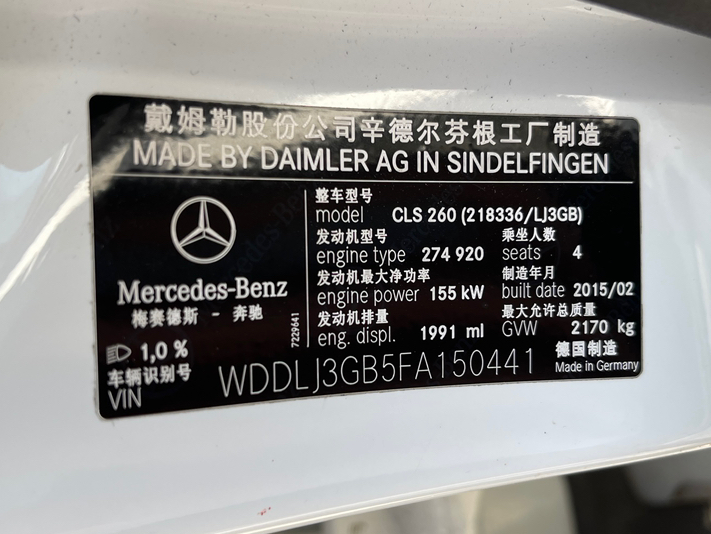 戴姆勒股份公司辛德尔芬根工厂制造
MADE BY DAIMLER AG IN SINDELFINGEN
Mercedes-Benz
梅赛德斯 - 奔驰
1,0 %
7229641
整车型号
model CLS 260 (218336/LJ3GB)
发动机型号 乘坐人数
engine type 274 920 seats 4
发动机最大净功率 制造年月
engine power 155 kW built date 2015/02
发动机排量 最大允许总质量
eng. displ. 1991 ml GVW 2170 kg
车辆识别号
VIN WDDLJ3GB5FA150441
德国制造
Made in Germany